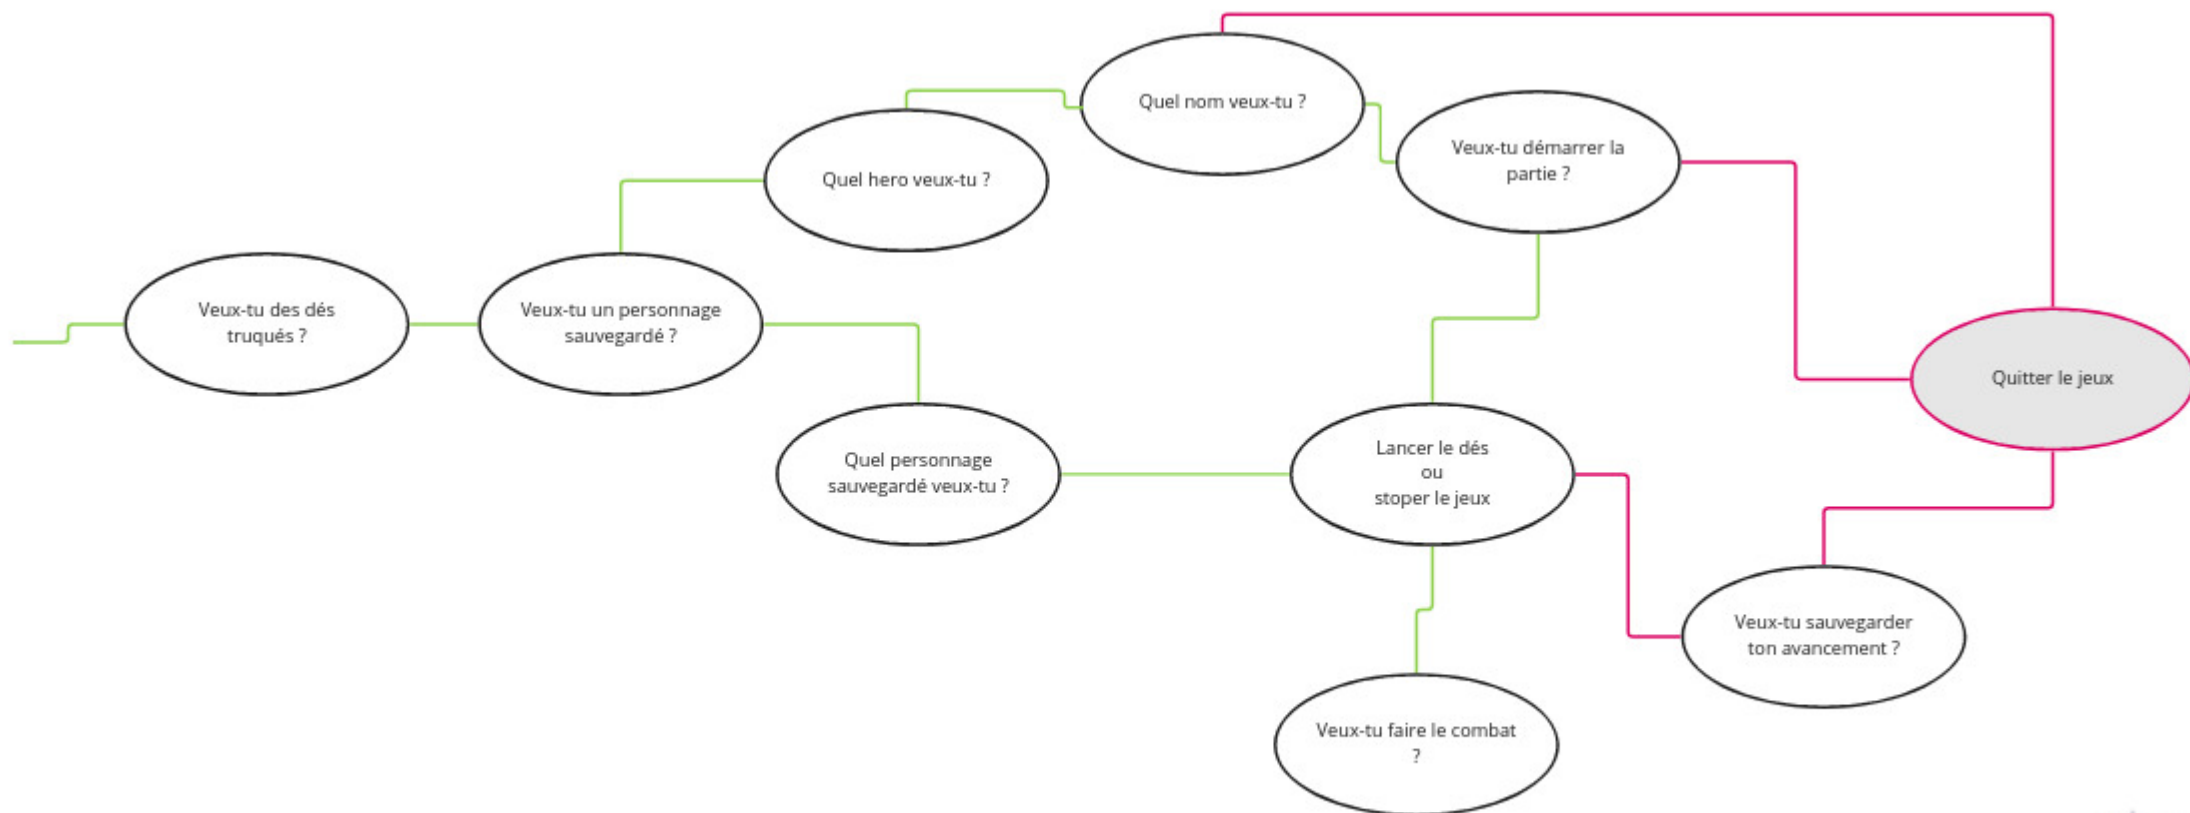 Quel nom veux-tu ?
Veux-tu démarrer la
partie ?
Quel hero veux-tu ?
Veux-tu des dés
truqués ?
Veux-tu un personnage
sauvegardé ?
Quitter le jeux
Quel personnage
sauvegardé veux-tu ?
Lancer le dés
ou
stoper le jeux
Veux-tu sauvegarder
ton avancement ?
Veux-tu faire le combat
?